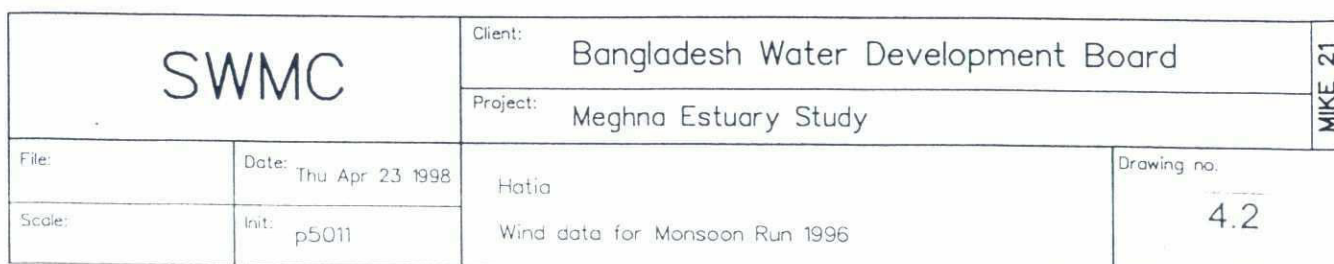 SWMC
Client:
Bangladesh Water Development Board
Project:
Meghna Estuary Study
MIKE 21
File:
Date: Thu Apr 23 1998
Scale:
Init: p5011
Hatia
Wind data for Monsoon Run 1996
Drawing no.
4.2